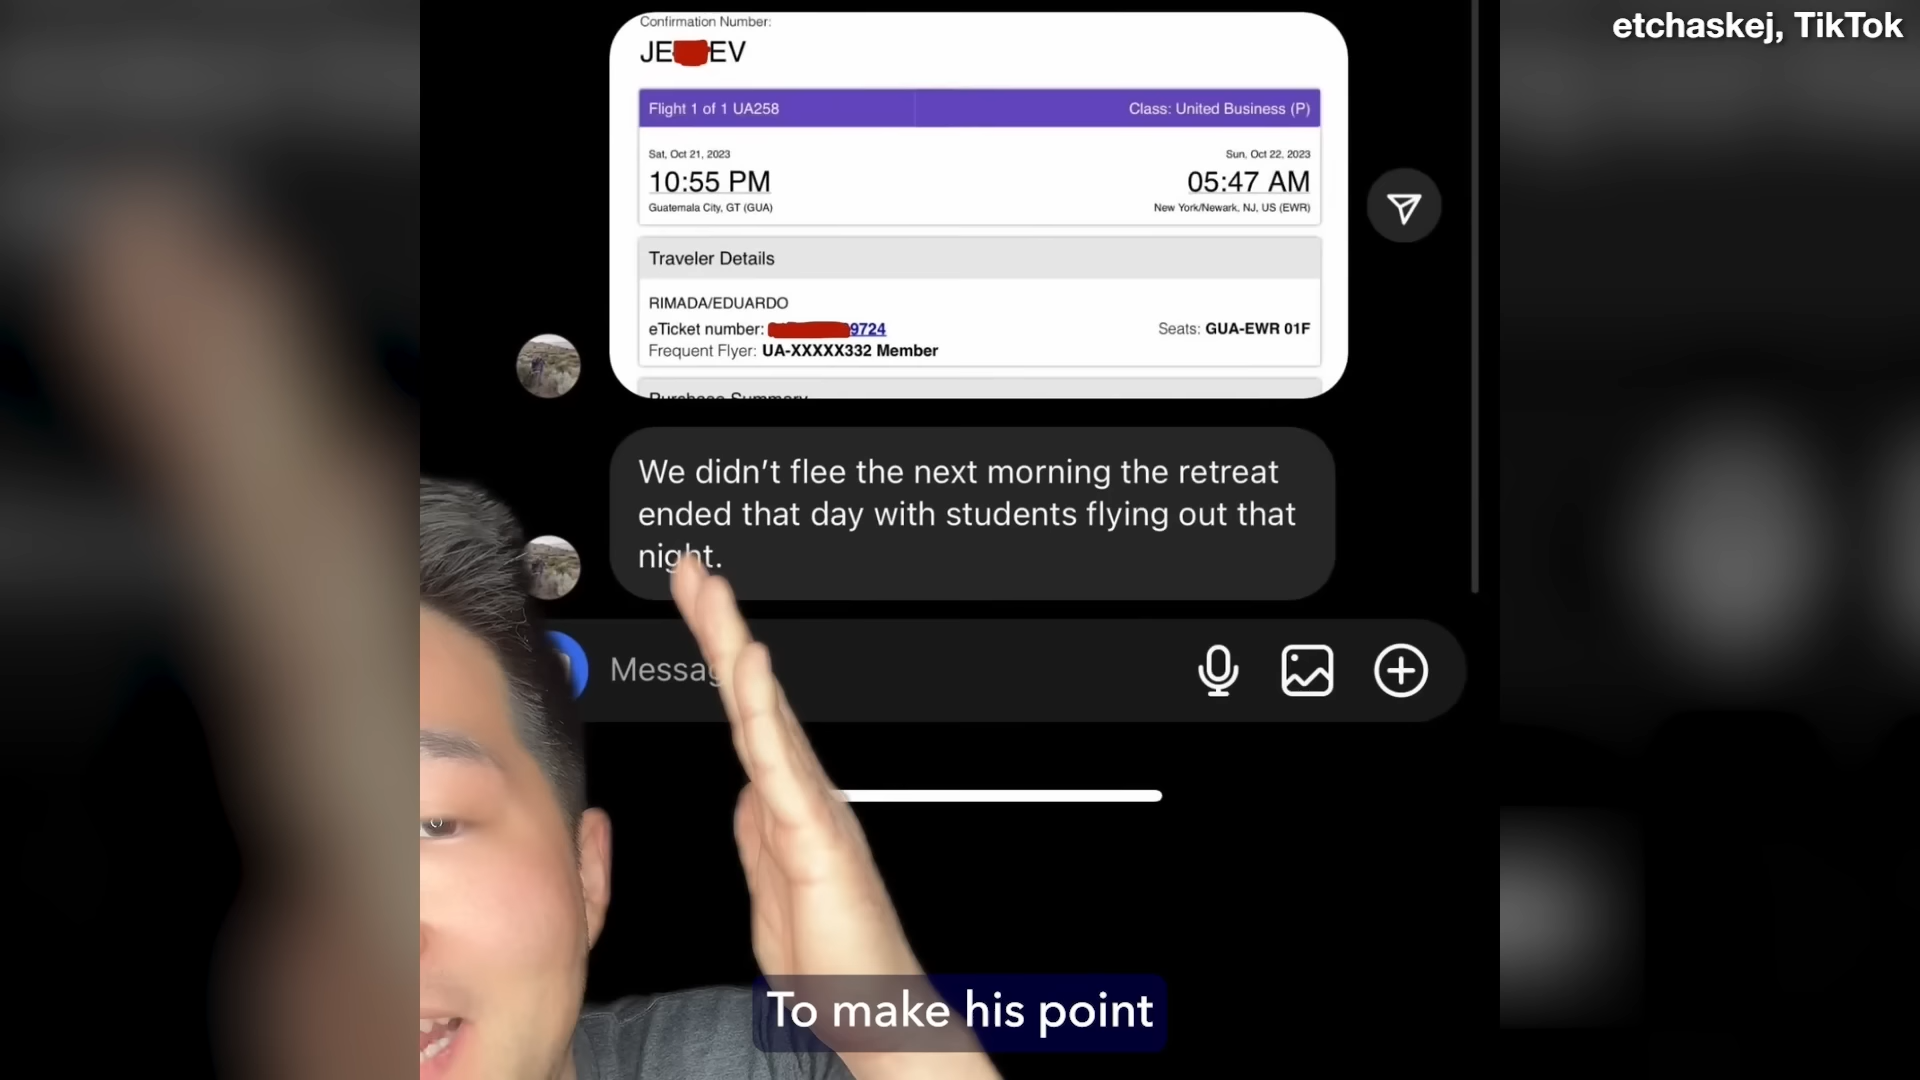 etchaskej, TikTok
Confirmation Number:
JE EV
Flight 1 of 1 UA258
Class: United Business (P)
Sat, Oct 21, 2023
Sun, Oct 22, 2023
10:55 PM
05:47 AM
Guatemala City, GT (GUA)
New York/Newark, NJ, US (EWR)
Traveler Details
RIMADA/EDUARDO
eTicket number: 9724
Seats: GUA-EWR 01F
Frequent Flyer: UA-XXXXX332 Member
Purchase Summary
We didn't flee the next morning the retreat
ended that day with students flying out that
night.
To make his point